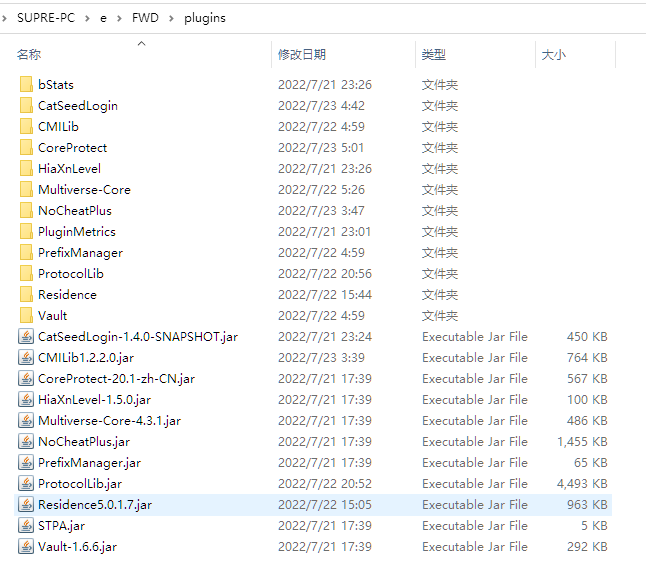 SUPRE-PC › e › FWD › plugins
名称 修改日期 类型 大小
bStats 2022/7/21 23:26 文件夹
CatSeedLogin 2022/7/23 4:42 文件夹
CMILib 2022/7/22 4:59 文件夹
CoreProtect 2022/7/23 5:01 文件夹
HiaXnLevel 2022/7/21 23:26 文件夹
Multiverse-Core 2022/7/22 5:26 文件夹
NoCheatPlus 2022/7/23 3:47 文件夹
PluginMetrics 2022/7/21 23:01 文件夹
PrefixManager 2022/7/22 4:59 文件夹
ProtocolLib 2022/7/22 20:56 文件夹
Residence 2022/7/22 15:44 文件夹
Vault 2022/7/22 4:59 文件夹
CatSeedLogin-1.4.0-SNAPSHOT.jar 2022/7/21 23:24 Executable Jar File 450 KB
CMILib1.2.2.0.jar 2022/7/23 3:39 Executable Jar File 764 KB
CoreProtect-20.1-zh-CN.jar 2022/7/21 17:39 Executable Jar File 567 KB
HiaXnLevel-1.5.0.jar 2022/7/21 17:39 Executable Jar File 100 KB
Multiverse-Core-4.3.1.jar 2022/7/21 17:39 Executable Jar File 486 KB
NoCheatPlus.jar 2022/7/21 17:39 Executable Jar File 1,455 KB
PrefixManager.jar 2022/7/21 17:39 Executable Jar File 65 KB
ProtocolLib.jar 2022/7/22 20:52 Executable Jar File 4,493 KB
Residence5.0.1.7.jar 2022/7/22 15:05 Executable Jar File 963 KB
STPA.jar 2022/7/21 17:39 Executable Jar File 5 KB
Vault-1.6.6.jar 2022/7/21 17:39 Executable Jar File 292 KB